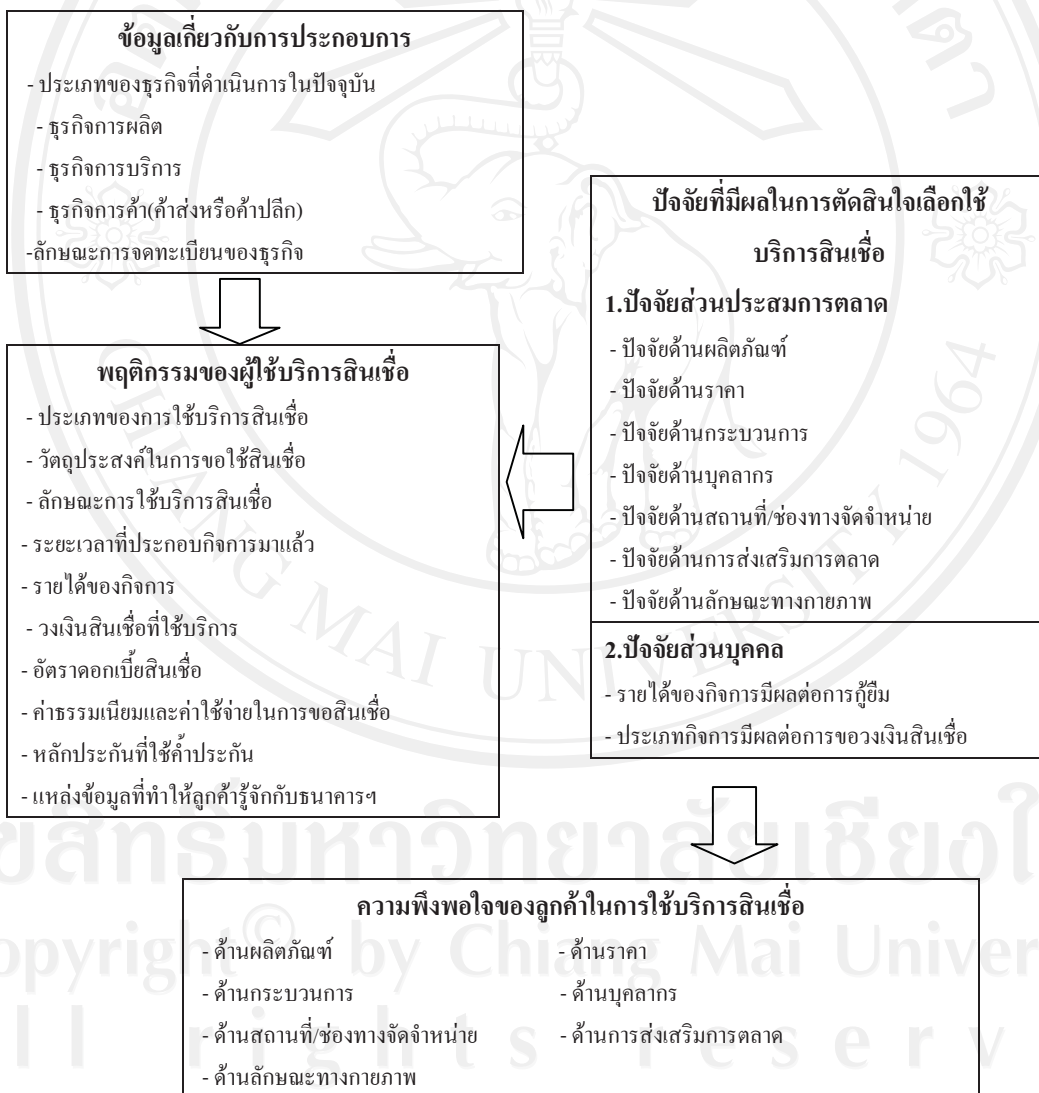 ข้อมูลเกี่ยวกับการประกอบการ
- ประเภทของธุรกิจที่ดำเนินการในปัจจุบัน
- ธุรกิจการผลิต
- ธุรกิจการบริการ
- ธุรกิจการค้า(ค้าส่งหรือค้าปลีก)
-ลักษณะการจดทะเบียนของธุรกิจ
พฤติกรรมของผู้ใช้บริการสินเชื่อ
- ประเภทของการใช้บริการสินเชื่อ
- วัตถุประสงค์ในการขอใช้สินเชื่อ
- ลักษณะการใช้บริการสินเชื่อ
- ระยะเวลาที่ประกอบกิจการมาแล้ว
- รายได้ของกิจการ
- วงเงินสินเชื่อที่ใช้บริการ
- อัตราดอกเบี้ยสินเชื่อ
- ค่าธรรมเนียมและค่าใช้จ่ายในการขอสินเชื่อ
- หลักประกันที่ใช้ค้ำประกัน
- แหล่งข้อมูลที่ทำให้ลูกค้ารู้จักกับธนาคารฯ
ปัจจัยที่มีผลในการตัดสินใจเลือกใช้
บริการสินเชื่อ
1.ปัจจัยส่วนประสมการตลาด
- ปัจจัยด้านผลิตภัณฑ์
- ปัจจัยด้านราคา
- ปัจจัยด้านกระบวนการ
- ปัจจัยด้านบุคลากร
- ปัจจัยด้านสถานที่/ช่องทางจัดจำหน่าย
- ปัจจัยด้านการส่งเสริมการตลาด
- ปัจจัยด้านลักษณะทางกายภาพ
2.ปัจจัยส่วนบุคคล
- รายได้ของกิจการมีผลต่อการกู้ยืม
- ประเภทกิจการมีผลต่อการขอวงเงินสินเชื่อ
ความพึงพอใจของลูกค้าในการใช้บริการสินเชื่อ
- ด้านผลิตภัณฑ์ - ด้านราคา
- ด้านกระบวนการ - ด้านบุคลากร
- ด้านสถานที่/ช่องทางจัดจำหน่าย - ด้านการส่งเสริมการตลาด
- ด้านลักษณะทางกายภาพ
CHIANG MAI UNIVERSITY 1964
by Chiang Mai
rights